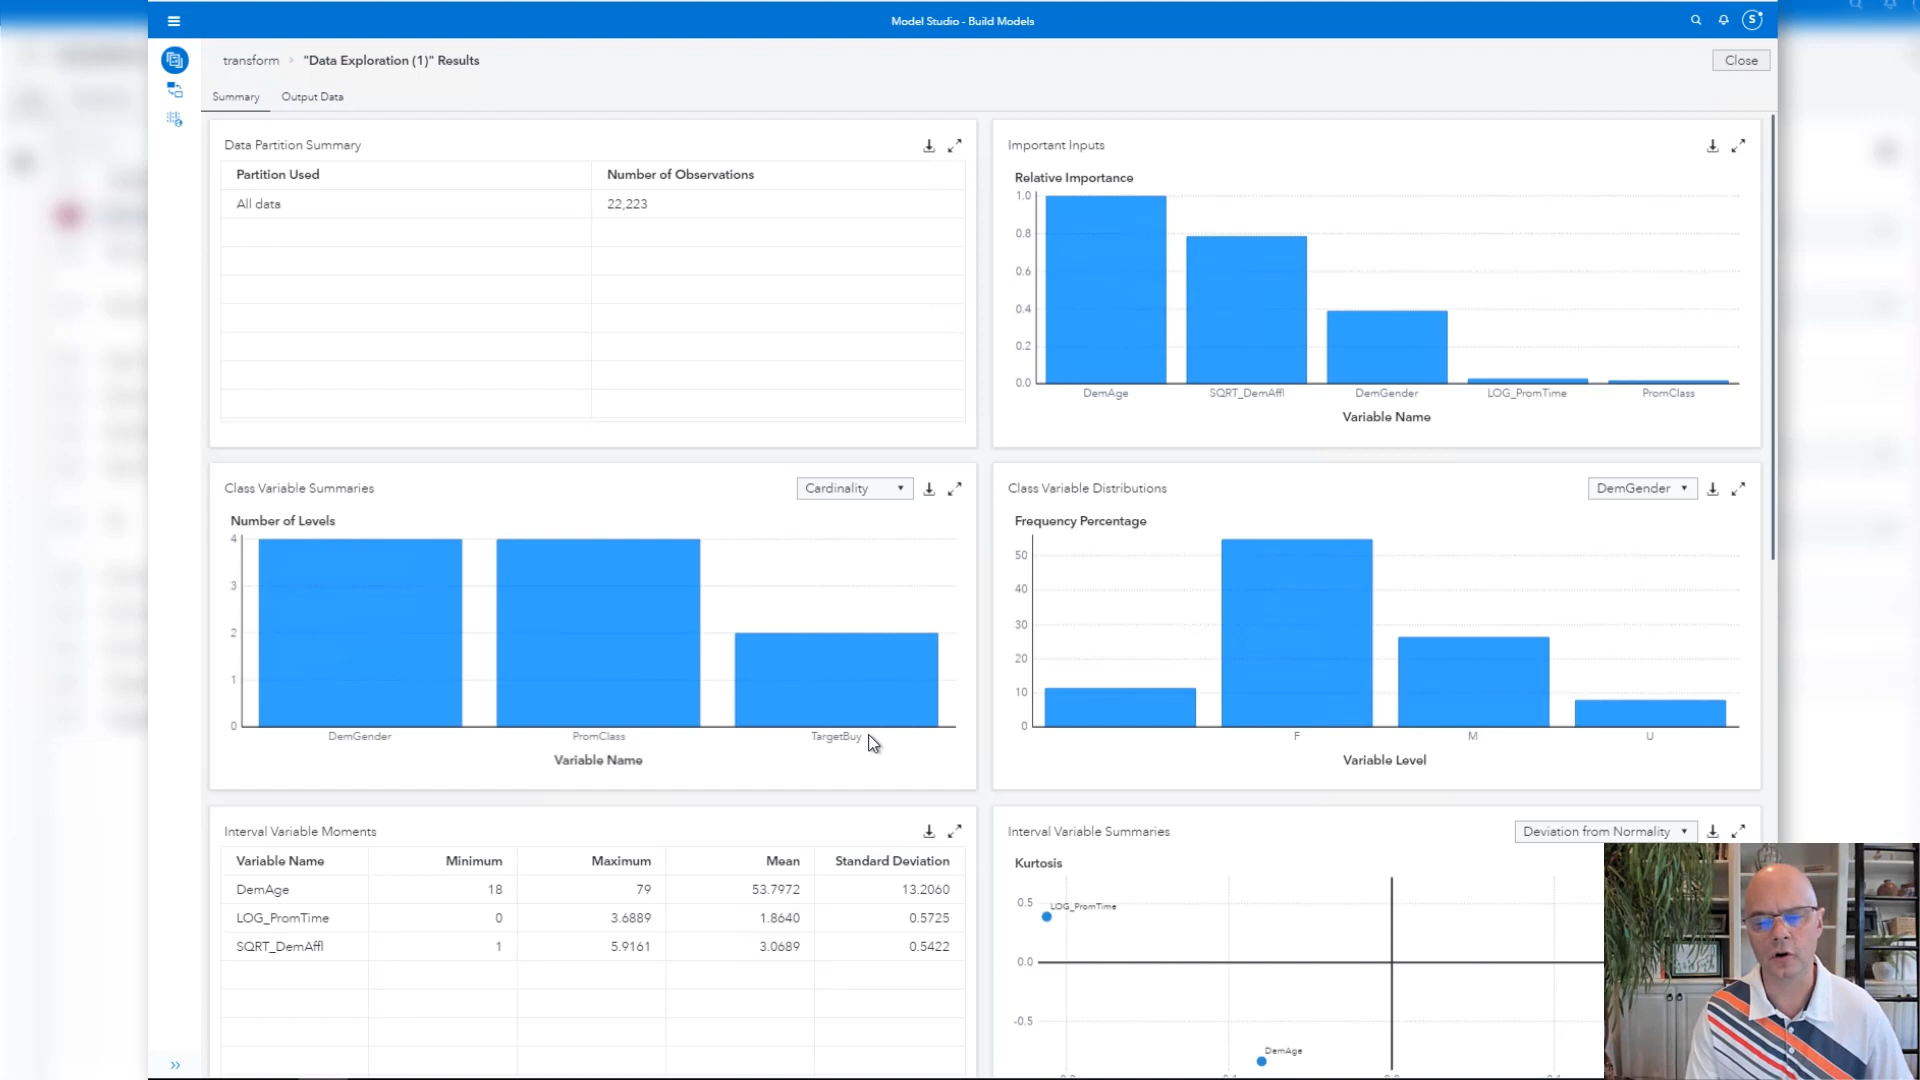 Model Studio - Build Models
S
transform > "Data Exploration (1)" Results
Close
Summary Output Data
Data Partition Summary
Partition Used Number of Observations
All data 22,223
Important Inputs
Relative Importance
1.0
0.8
0.6
0.4
0.2
0.0
DemAge SQRT_DemAffl DemGender LOG_PromTime PromClass
Variable Name
Class Variable Summaries
Cardinality
Number of Levels
4
3
2
1
0
DemGender PromClass TargetBuy
Variable Name
Class Variable Distributions
DemGender
Frequency Percentage
50
40
30
20
10
0
F M U
Variable Level
Interval Variable Moments
Variable Name Minimum Maximum Mean Standard Deviation
DemAge 18 79 53.7972 13.2060
LOG_PromTime 0 3.6889 1.8640 0.5725
SQRT_DemAffl 1 5.9161 3.0689 0.5422
Interval Variable Summaries
Deviation from Normality
Kurtosis
0.5
LOG_PromTime
0.0
-0.5
DemAge